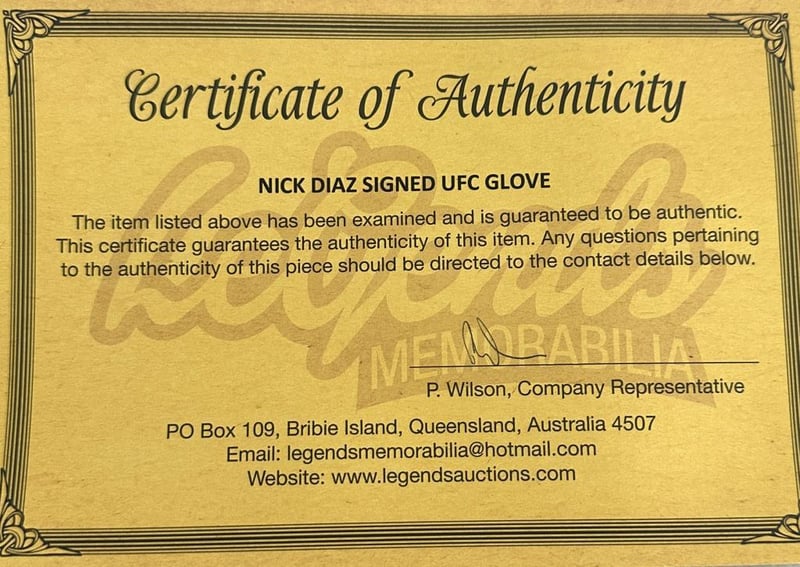 Certificate of Authenticity
NICK DIAZ SIGNED UFC GLOVE
The item listed above has been examined and is guaranteed to be authentic.
This certificate guarantees the authenticity of this item. Any questions pertaining
to the authenticity of this piece should be directed to the contact details below.
Legends
MEMORABILIA
P. Wilson, Company Representative
PO Box 109, Bribie Island, Queensland, Australia 4507
Email: legendsmemorabilia@hotmail.com
Website: www.legendsauctions.com